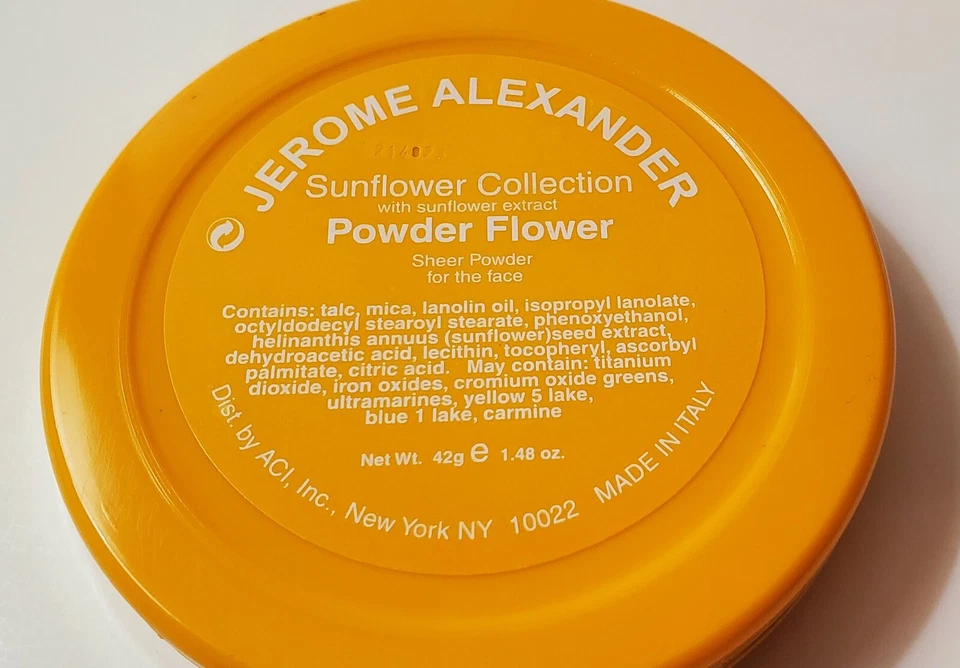 JEROME ALEXANDER
Sunflower Collection
with sunflower extract
Powder Flower
Sheer Powder
for the face
Contains: talc, mica, lanolin oil, isopropyl lanolate,
octyldodecyl stearoyl stearate, phenoxyethanol,
helinanthis annuus (sunflower)seed extract,
dehydroacetic acid, lecithin, tocopheryl, ascorbyl
palmitate, citric acid. May contain: titanium
dioxide, iron oxides, cromium oxide greens,
ultramarines, yellow 5 lake,
blue 1 lake, carmine
Net Wt. 42g e 1.48 oz.
Dist. by ACI, Inc., New York NY 10022 MADE IN ITALY